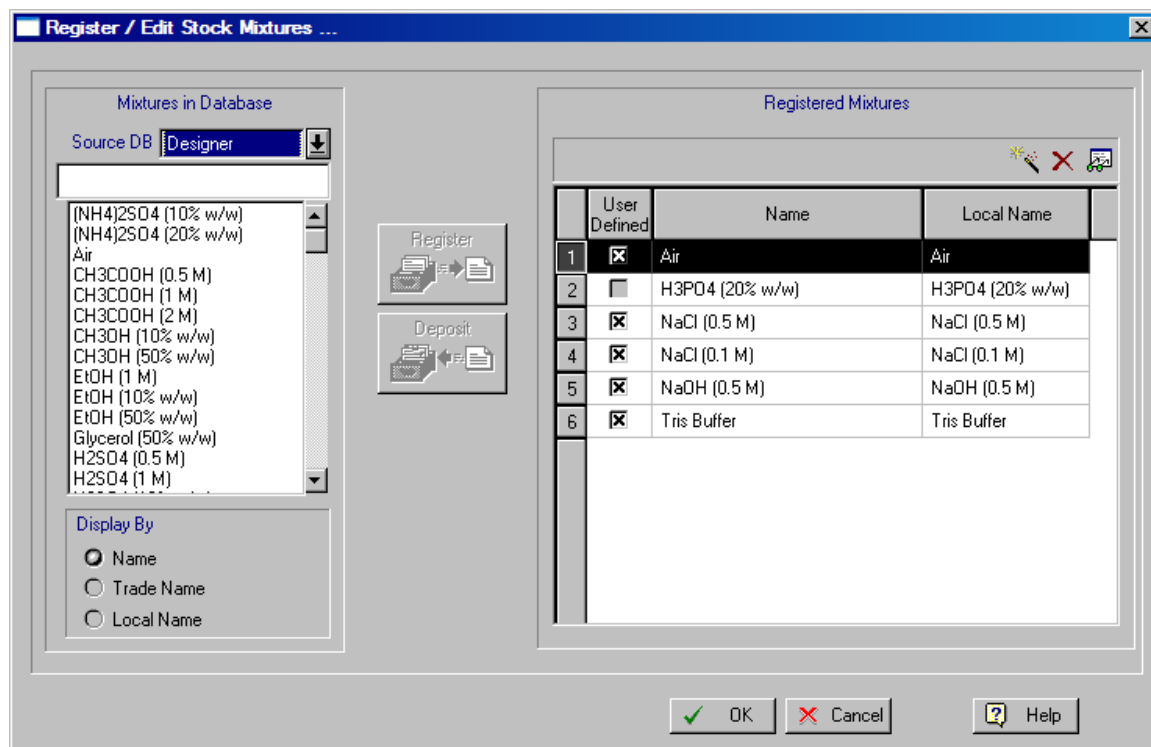 Register / Edit Stock Mixtures ...
Mixtures in Database
Source DB Designer
(NH4)2SO4 (10% w/w)
(NH4)2SO4 (20% w/w)
Air
CH3COOH (0.5 M)
CH3COOH (1 M)
CH3COOH (2 M)
CH3OH (10% w/w)
CH3OH (50% w/w)
EtOH (1 M)
EtOH (10% w/w)
EtOH (50% w/w)
Glycerol (50% w/w)
H2SO4 (0.5 M)
H2SO4 (1 M)
Display By
Name
Trade Name
Local Name
Register
Deposit
Registered Mixtures
User Defined Name Local Name
1 Air Air
2 H3PO4 (20% w/w) H3PO4 (20% w/w)
3 NaCl (0.5 M) NaCl (0.5 M)
4 NaCl (0.1 M) NaCl (0.1 M)
5 NaOH (0.5 M) NaOH (0.5 M)
6 Tris Buffer Tris Buffer
OK Cancel Help